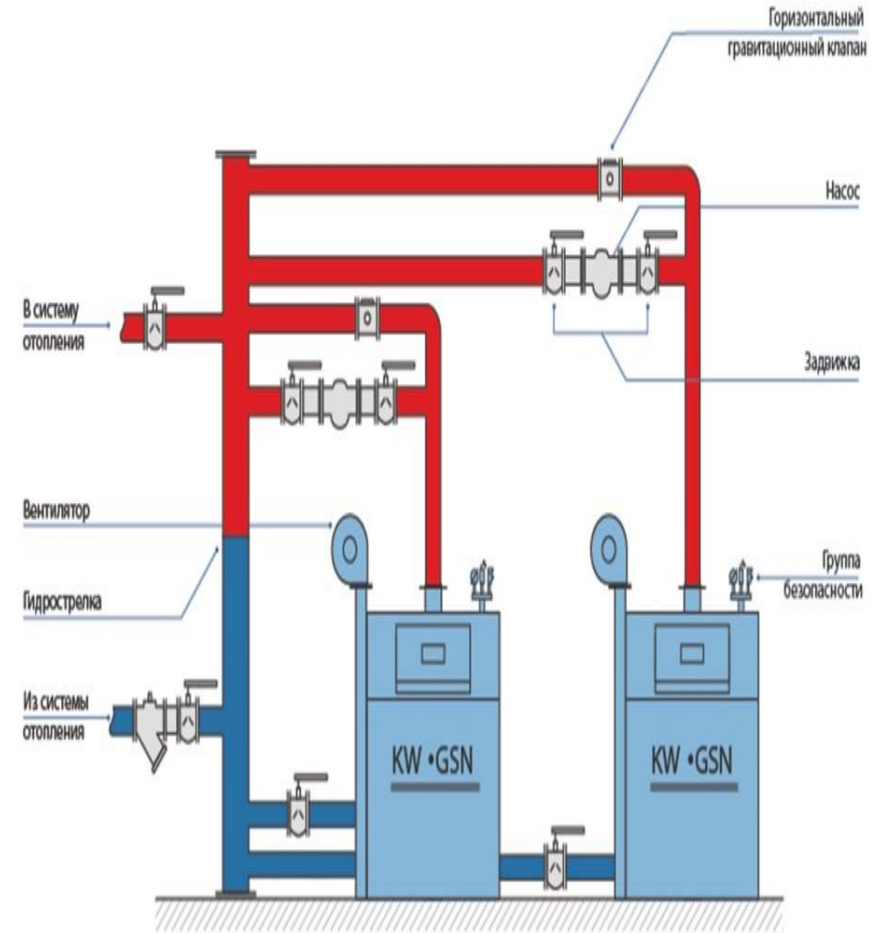 Горизонтальный
гравитационный клапан
Насос
В систему
отопления
Задвижка
Вентилятор
Группа
безопасности
Гидрострелка
Из системы
отопления
KW •GSN
KW •GSN